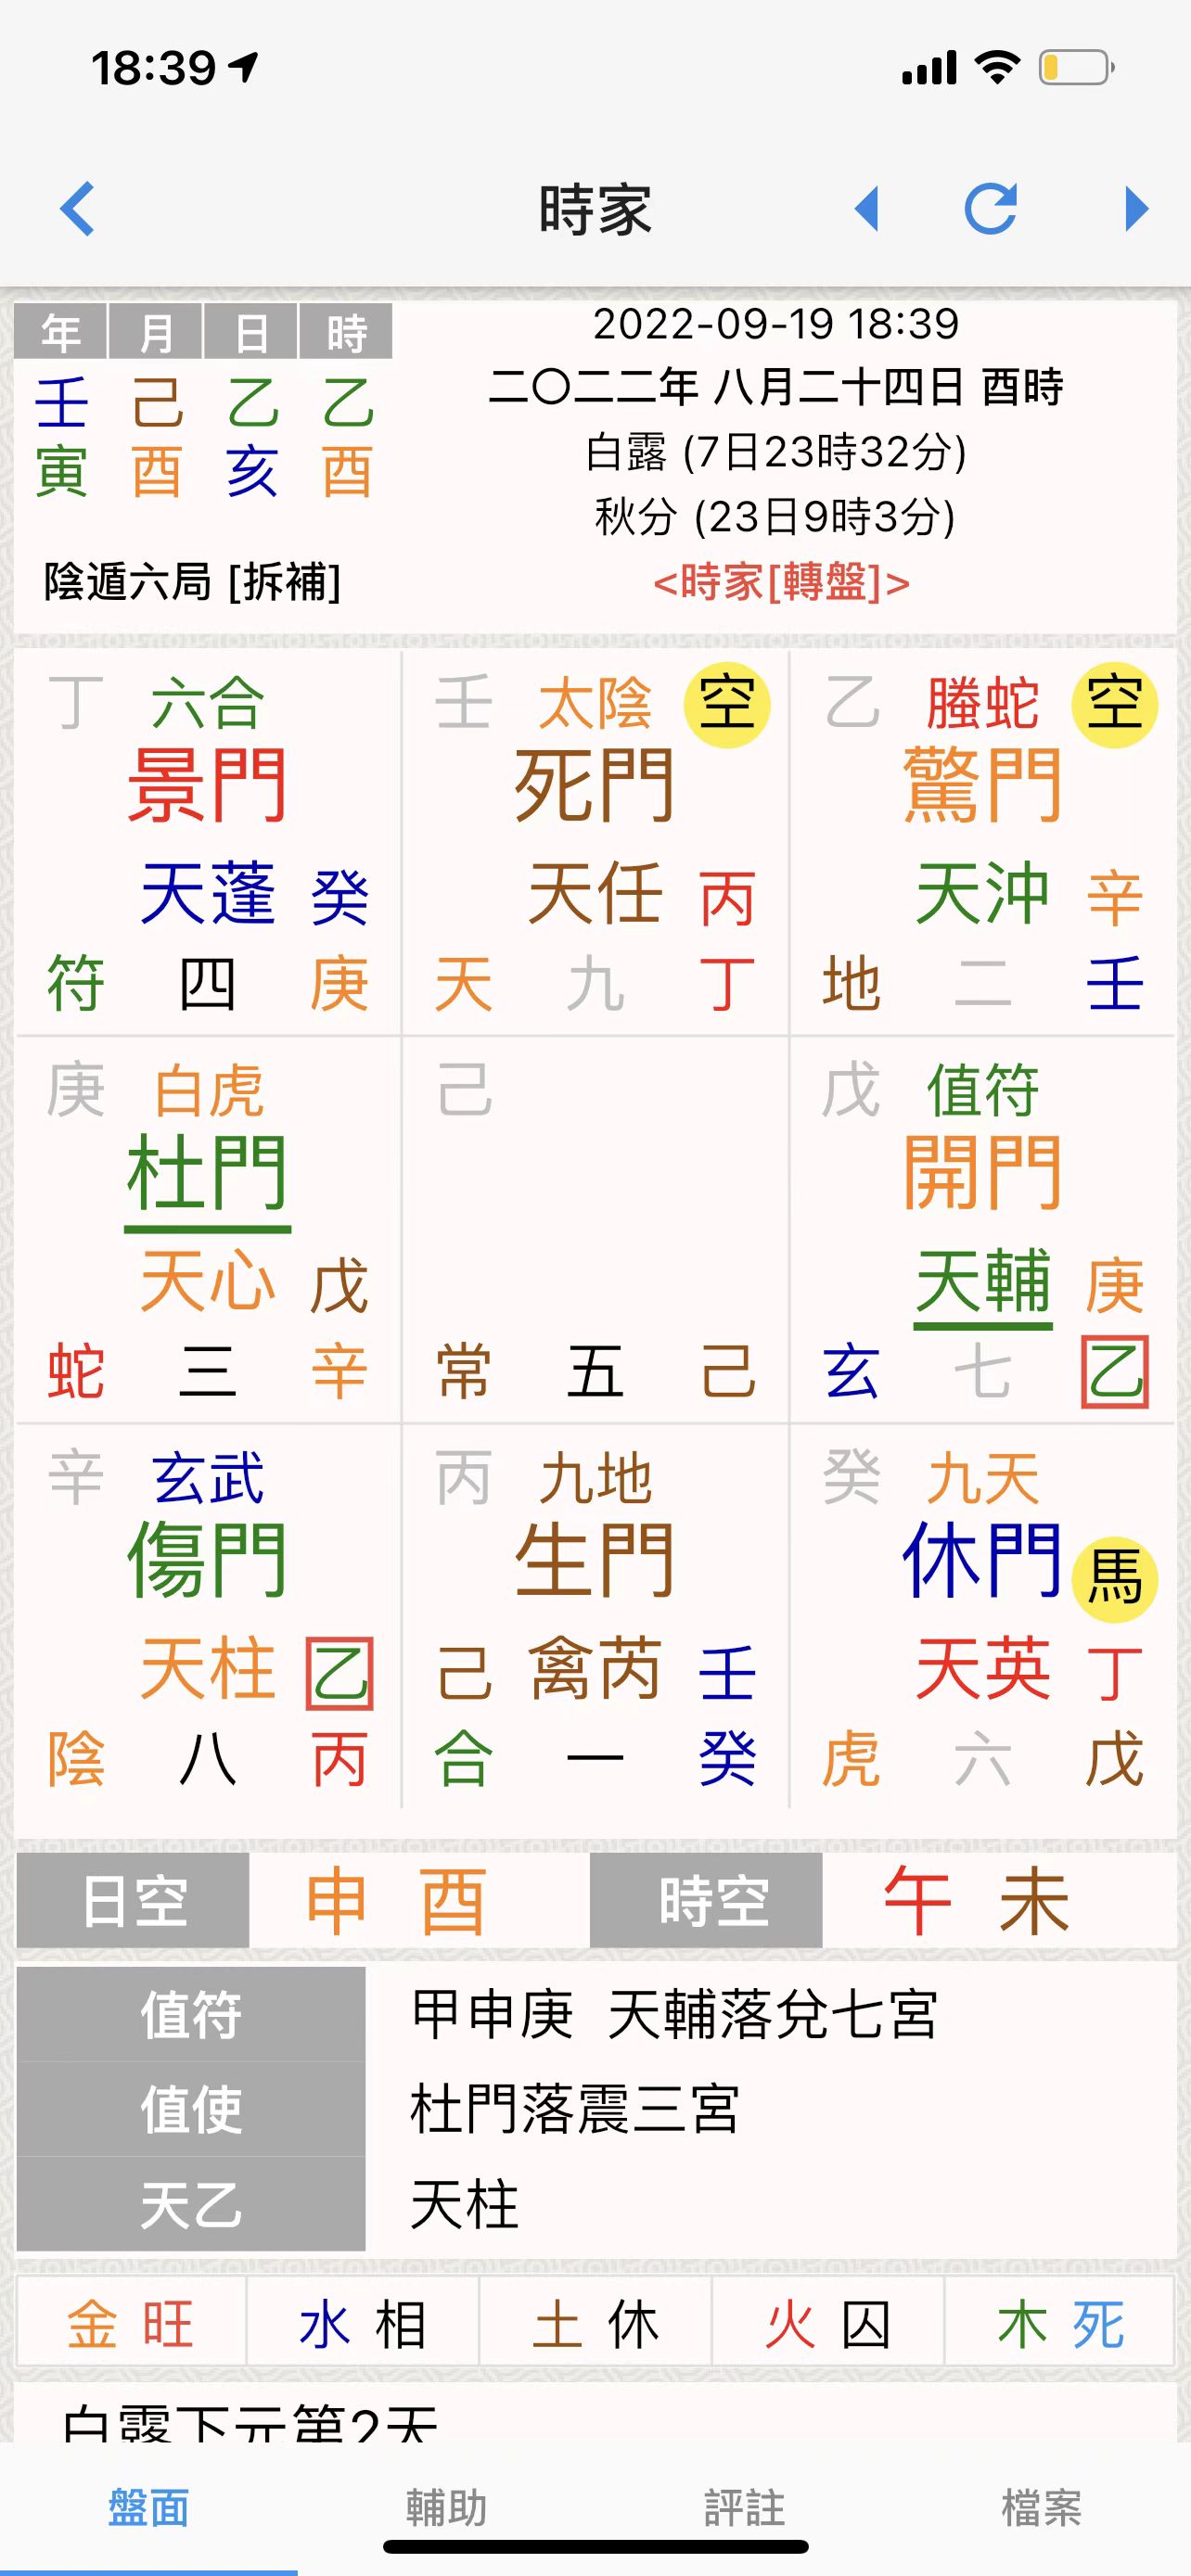 18:39
時家
年 月 日 時
壬 己 乙 乙
寅 酉 亥 酉
陰遁六局 [拆補]
2022-09-19 18:39
二〇二二年 八月二十四日 酉時
白露 (7日23時32分)
秋分 (23日9時3分)
<時家[轉盤]>
丁 六合
景門
天蓬 癸
符 四 庚
壬 太陰 空
死門
天任 丙
天 九 丁
乙 螣蛇 空
驚門
天沖 辛
地 二 壬
庚 白虎
杜門
天心 戊
蛇 三 辛
己
常 五 己
戊 值符
開門
天輔 庚
玄 七 乙
辛 玄武
傷門
天柱 乙
陰 八 丙
丙 九地
生門
己 禽芮 壬
合 一 癸
癸 九天
休門 馬
天英 丁
虎 六 戊
日空 申 酉 時空 午 未
值符 甲申庚 天輔落兌七宮
值使 杜門落震三宮
天乙 天柱
金 旺 水 相 土 休 火 囚 木 死
白露下元第2天
盤面 輔助 評註 檔案